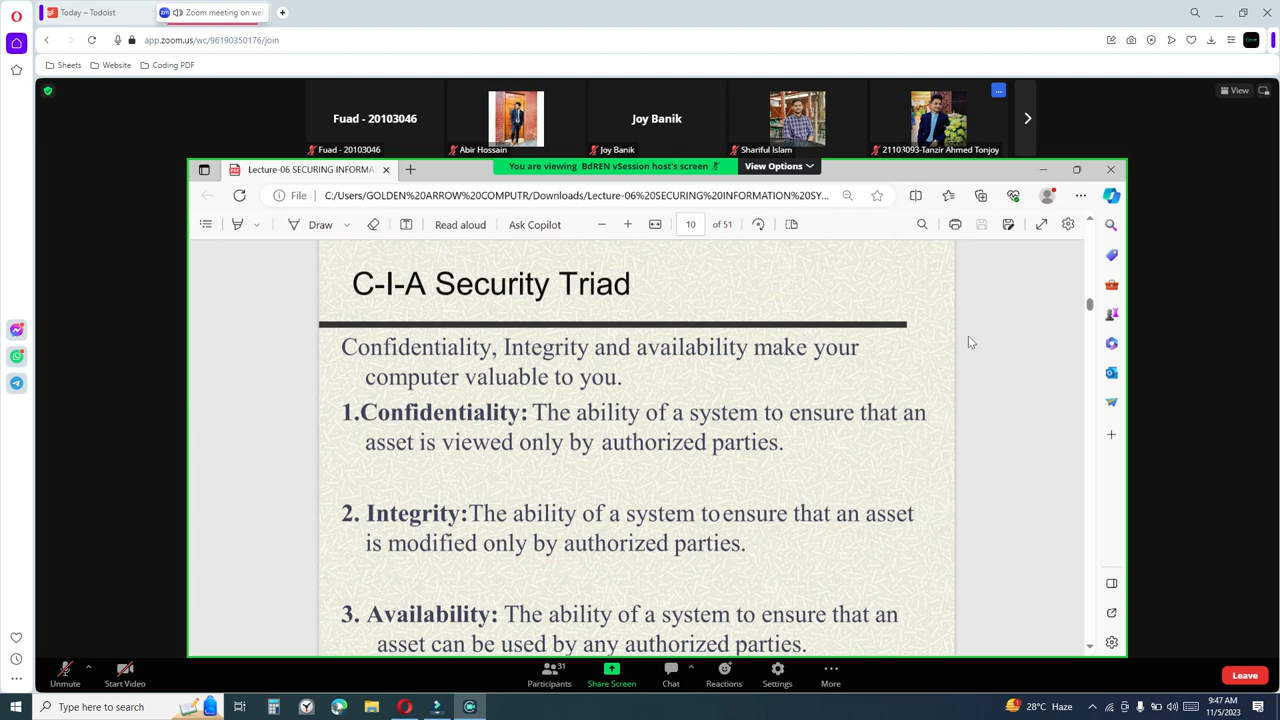 Today – Todoist
Zoom meeting on we
app.zoom.us/wc/96190350176/join
Sheets
Website
Coding PDF
View
Fuad - 20103046
Joy Banik
Fuad - 20103046
Abir Hossain
Joy Banik
Shariful Islam
21103093-Tanzir Ahmed Tonjoy
Lecture-06 SECURING INFORMA
You are viewing BdREN vSession host's screen
View Options
File
C:/Users/GOLDEN%20ARROW%20COMPUTR/Downloads/Lecture-06%20SECURING%20INFORMATION%20SY...
Draw
Read aloud
Ask Copilot
10
of 51
C-I-A Security Triad
Confidentiality, Integrity and availability make your
computer valuable to you.
1.Confidentiality: The ability of a system to ensure that an
asset is viewed only by authorized parties.
2. Integrity:The ability of a system to ensure that an asset
is modified only by authorized parties.
3. Availability: The ability of a system to ensure that an
asset can be used by any authorized parties.
Unmute
Start Video
31
Participants
Share Screen
Chat
Reactions
Settings
More
Leave
Type here to search
28°C Haze
9:47 AM
11/5/2023